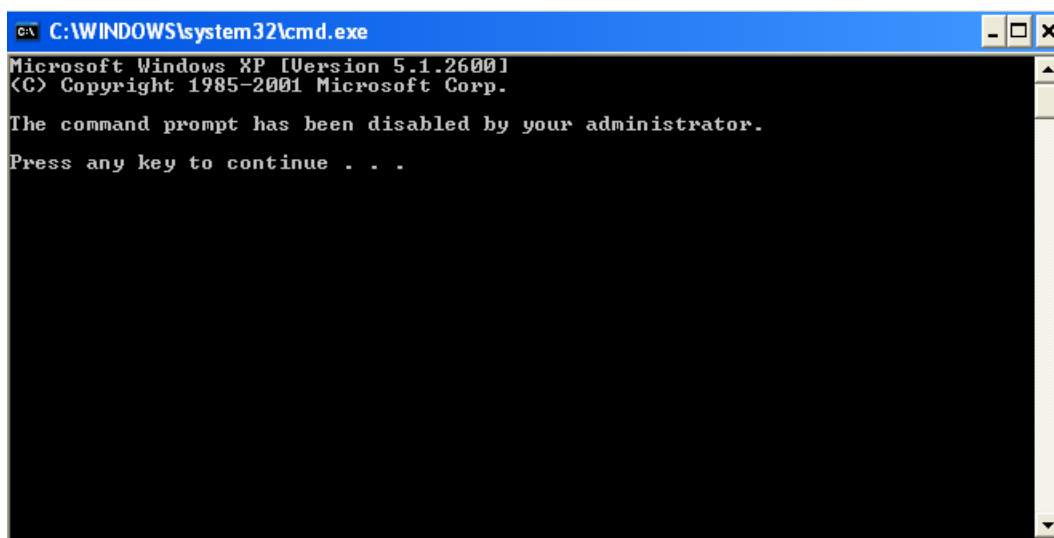 C:\WINDOWS\system32\cmd.exe
Microsoft Windows XP [Version 5.1.2600]
(C) Copyright 1985-2001 Microsoft Corp.
The command prompt has been disabled by your administrator.
Press any key to continue . . .